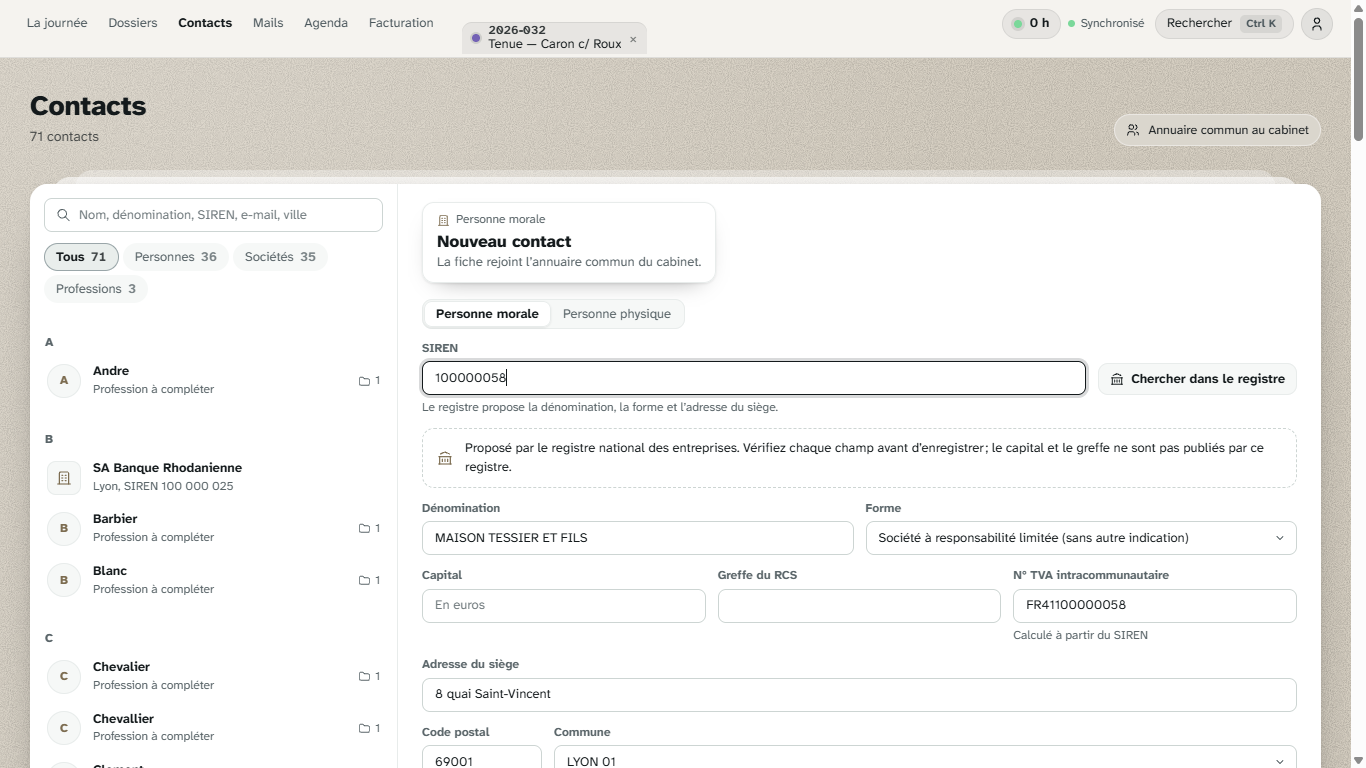 La journée
Dossiers
Contacts
Mails
Agenda
Facturation
2026-032
Tenue — Caron c/ Roux
×
0 h
Synchronisé
Rechercher
Ctrl K
Contacts
71 contacts
Annuaire commun au cabinet
Nom, dénomination, SIREN, e-mail, ville
Tous 71
Personnes 36
Sociétés 35
Professions 3
A
A
Andre
Profession à compléter
1
B
SA Banque Rhodanienne
Lyon, SIREN 100 000 025
B
Barbier
Profession à compléter
1
B
Blanc
Profession à compléter
1
C
C
Chevalier
Profession à compléter
1
C
Chevallier
Profession à compléter
1
Personne morale
Nouveau contact
La fiche rejoint l'annuaire commun du cabinet.
Personne morale
Personne physique
SIREN
100000058
Chercher dans le registre
Le registre propose la dénomination, la forme et l'adresse du siège.
Proposé par le registre national des entreprises. Vérifiez chaque champ avant d'enregistrer ; le capital et le greffe ne sont pas publiés par ce
registre.
Dénomination
Forme
MAISON TESSIER ET FILS
Société à responsabilité limitée (sans autre indication)
Capital
Greffe du RCS
N° TVA intracommunautaire
En euros
FR41100000058
Calculé à partir du SIREN
Adresse du siège
8 quai Saint-Vincent
Code postal
Commune
69001
LYON 01